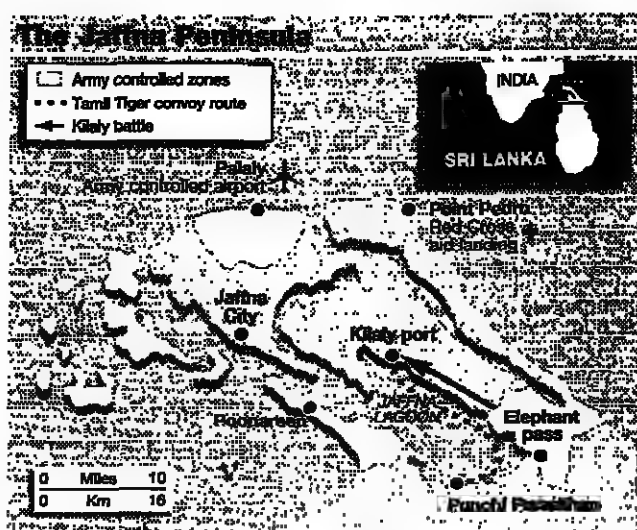 The Jaffna Peninsula
Army controlled zones
Tamil Tiger convoy route
Kilaly battle
INDIA
SRI LANKA
Palaly
Army controlled airport
Point Pedro
Red Cross
aid landing
Jaffna
City
Kilaly port
JAFFNA
LAGOON
Elephant
pass
0 Miles 10
0 Km 16
Punchi